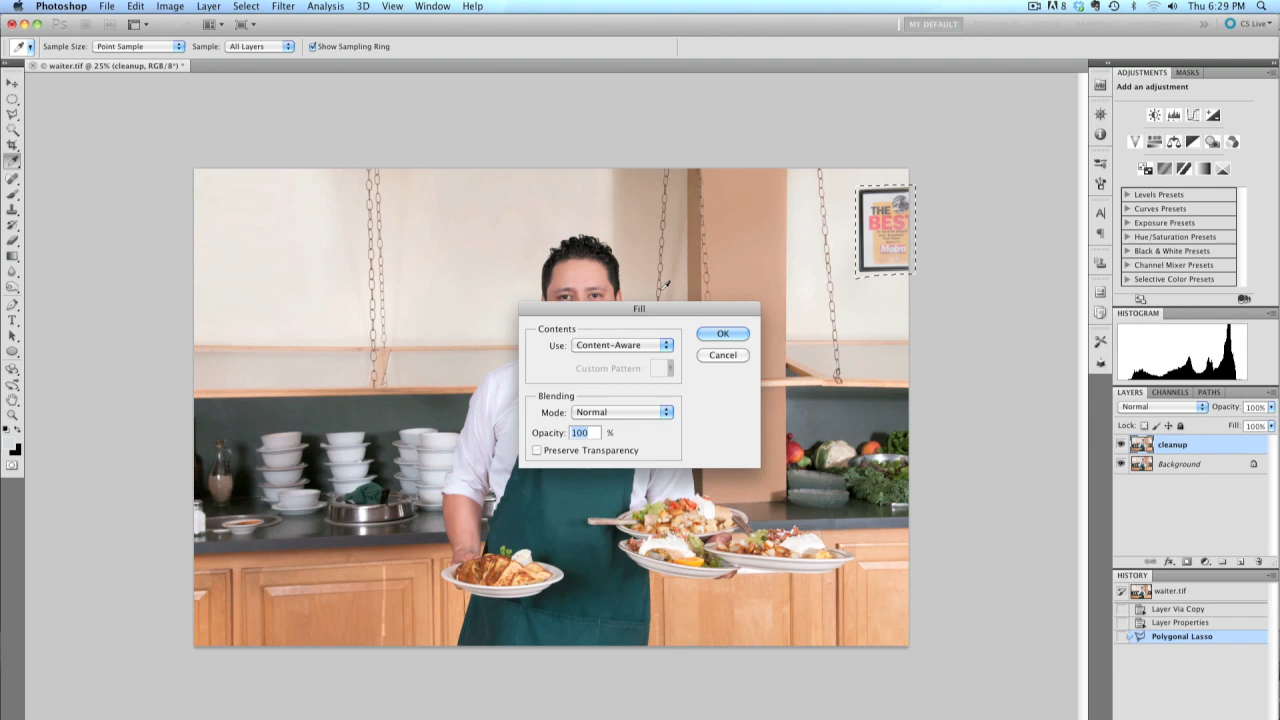 Photoshop File Edit Image Layer Select Filter Analysis 3D View Window Help 8 Thu 6:29 PM
Ps MY DEFAULT CS Live
Sample Size: Point Sample Sample: All Layers Show Sampling Ring
© waiter.tif @ 25% (cleanup, RGB/8*) *
ADJUSTMENTS MASKS
Add an adjustment
Levels Presets
Curves Presets
Exposure Presets
Hue/Saturation Presets
Black & White Presets
Channel Mixer Presets
Selective Color Presets
HISTOGRAM
LAYERS CHANNELS PATHS
Normal Opacity: 100%
Lock: Fill: 100%
cleanup
Background
HISTORY
waiter.tif
Layer Via Copy
Layer Properties
Polygonal Lasso
THE
BEST
Metro
Fill
Contents
Use: Content-Aware
Custom Pattern:
Blending
Mode: Normal
Opacity: 100 %
Preserve Transparency
OK
Cancel